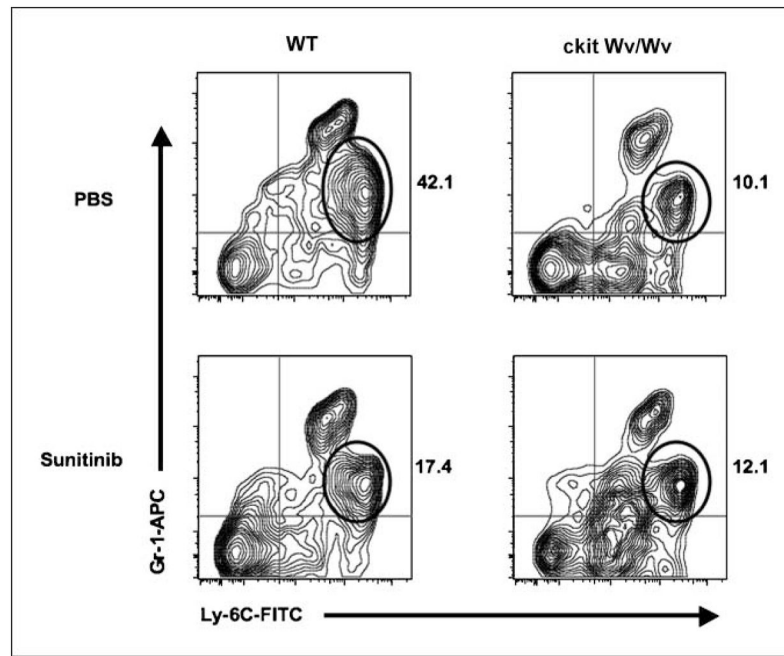 WT
ckit Wv/Wv
PBS
42.1
10.1
Sunitinib
17.4
12.1
Gr-1-APC
Ly-6C-FITC